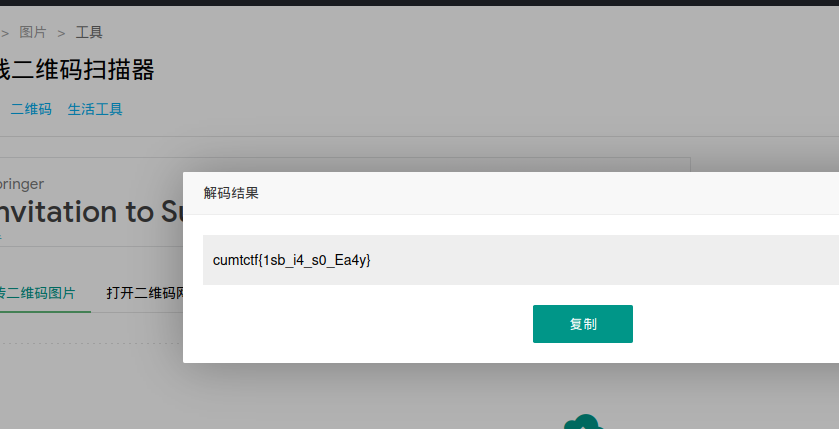 > 图片 > 工具
线二维码扫描器
二维码 生活工具
pringer
nvitation to Su
解码结果
cumtctf{1sb_i4_s0_Ea4y}
传二维码图片 打开二维码网
复制